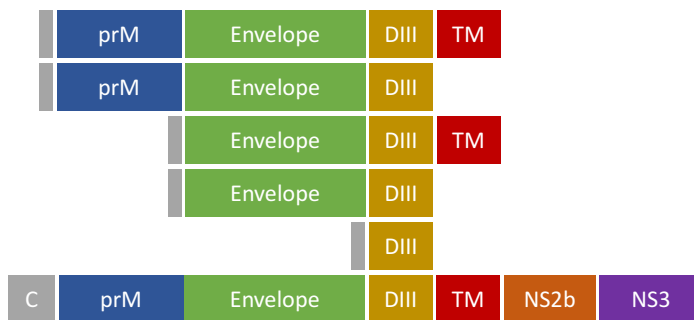 prM Envelope DIII TM
prM Envelope DIII
Envelope DIII TM
Envelope DIII
DIII
C prM Envelope DIII TM NS2b NS3